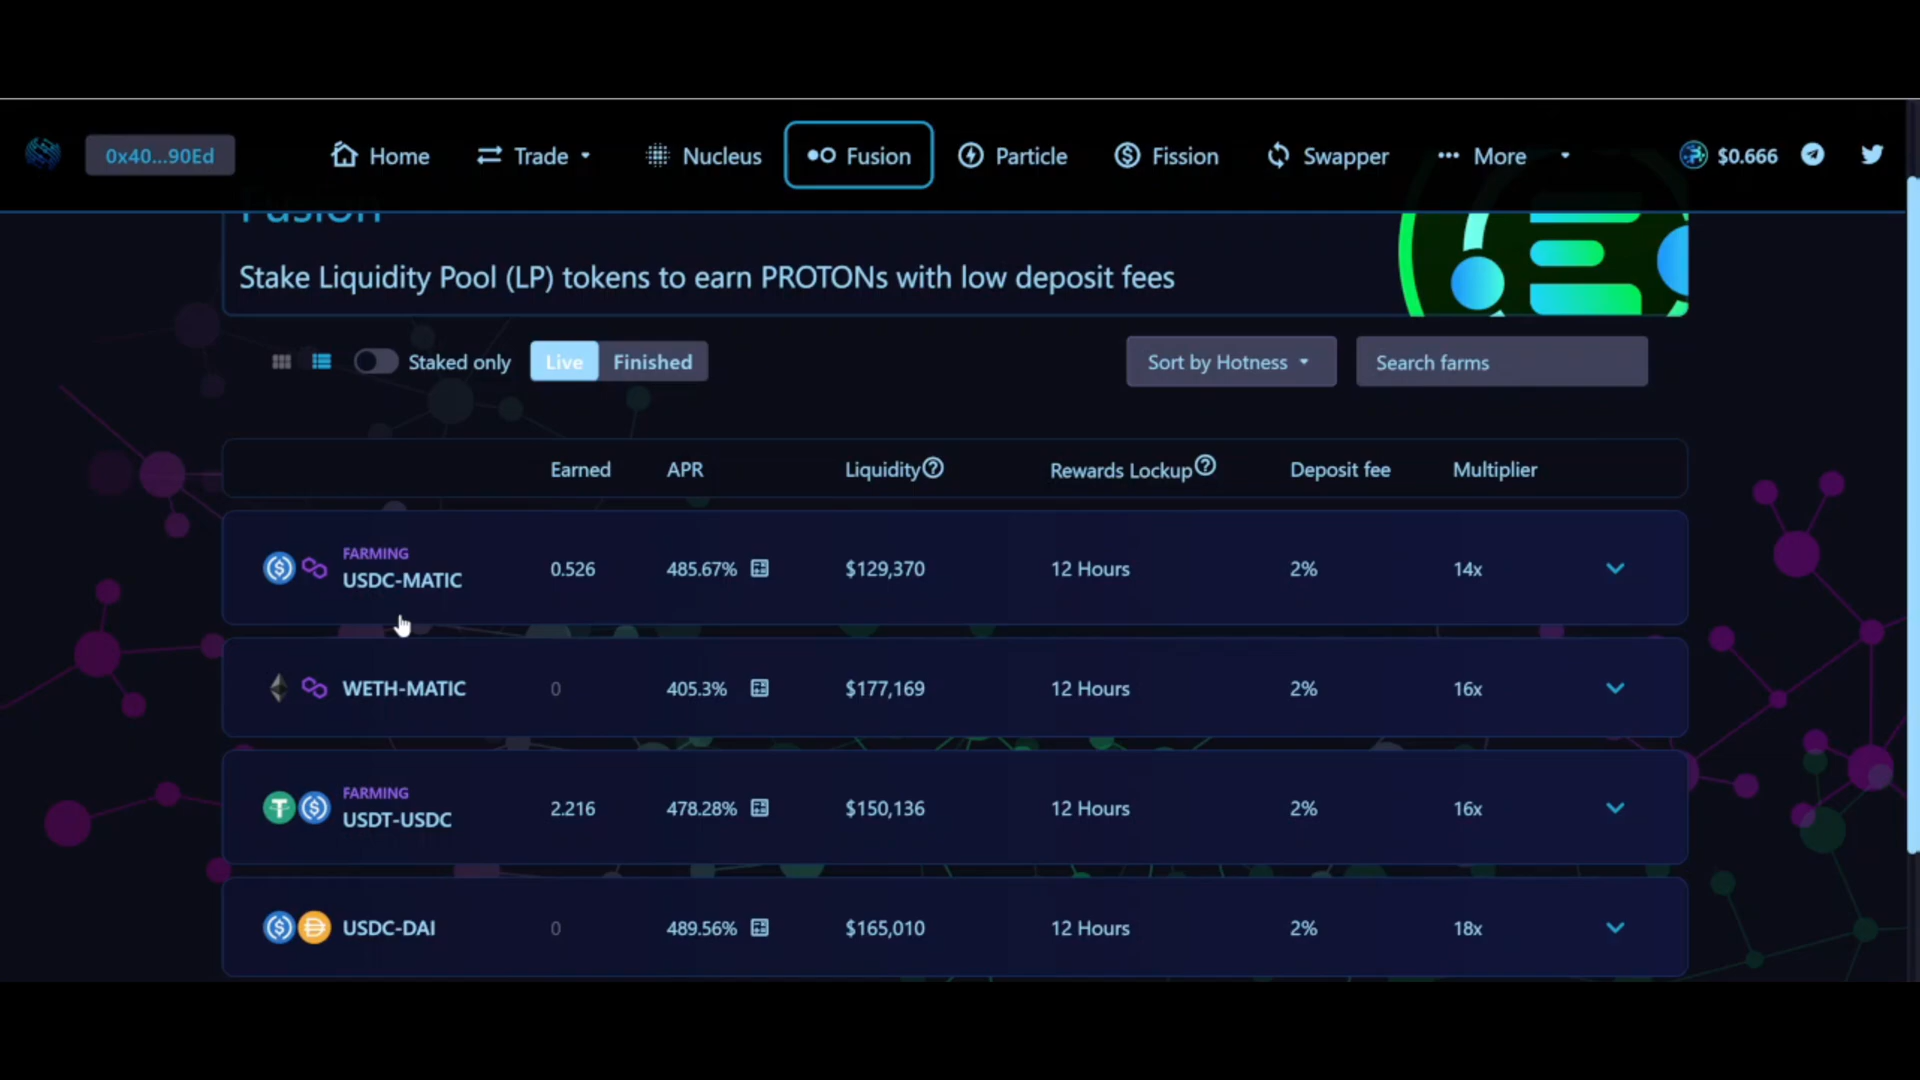 0x40...90Ed Home Trade Nucleus Fusion Particle Fission Swapper More $0.666
Fusion
Stake Liquidity Pool (LP) tokens to earn PROTONs with low deposit fees
Staked only Live Finished Sort by Hotness Search farms
Earned APR Liquidity Rewards Lockup Deposit fee Multiplier
FARMING
USDC-MATIC 0.526 485.67% $129,370 12 Hours 2% 14x
WETH-MATIC 0 405.3% $177,169 12 Hours 2% 16x
FARMING
USDT-USDC 2.216 478.28% $150,136 12 Hours 2% 16x
USDC-DAI 0 489.56% $165,010 12 Hours 2% 18x